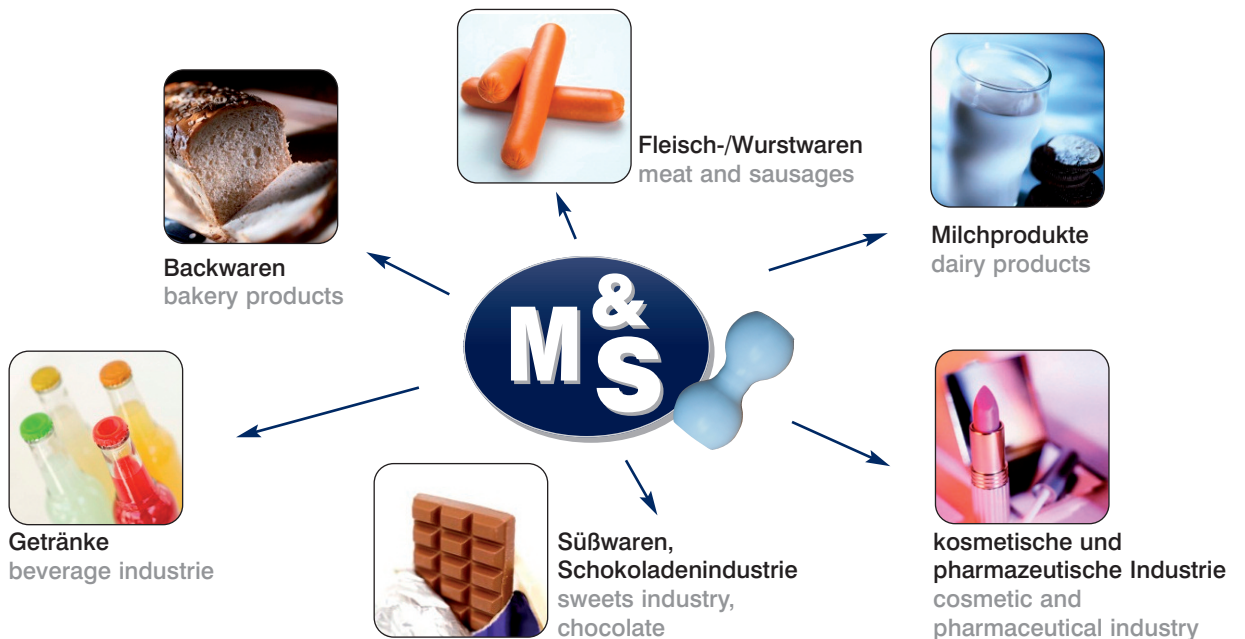 Fleisch-/Wurstwaren
meat and sausages
Milchprodukte
dairy products
Backwaren
bakery products
M&S
Getränke
beverage industrie
Süßwaren,
Schokoladenindustrie
sweets industry,
chocolate
kosmetische und
pharmazeutische Industrie
cosmetic and
pharmaceutical industry